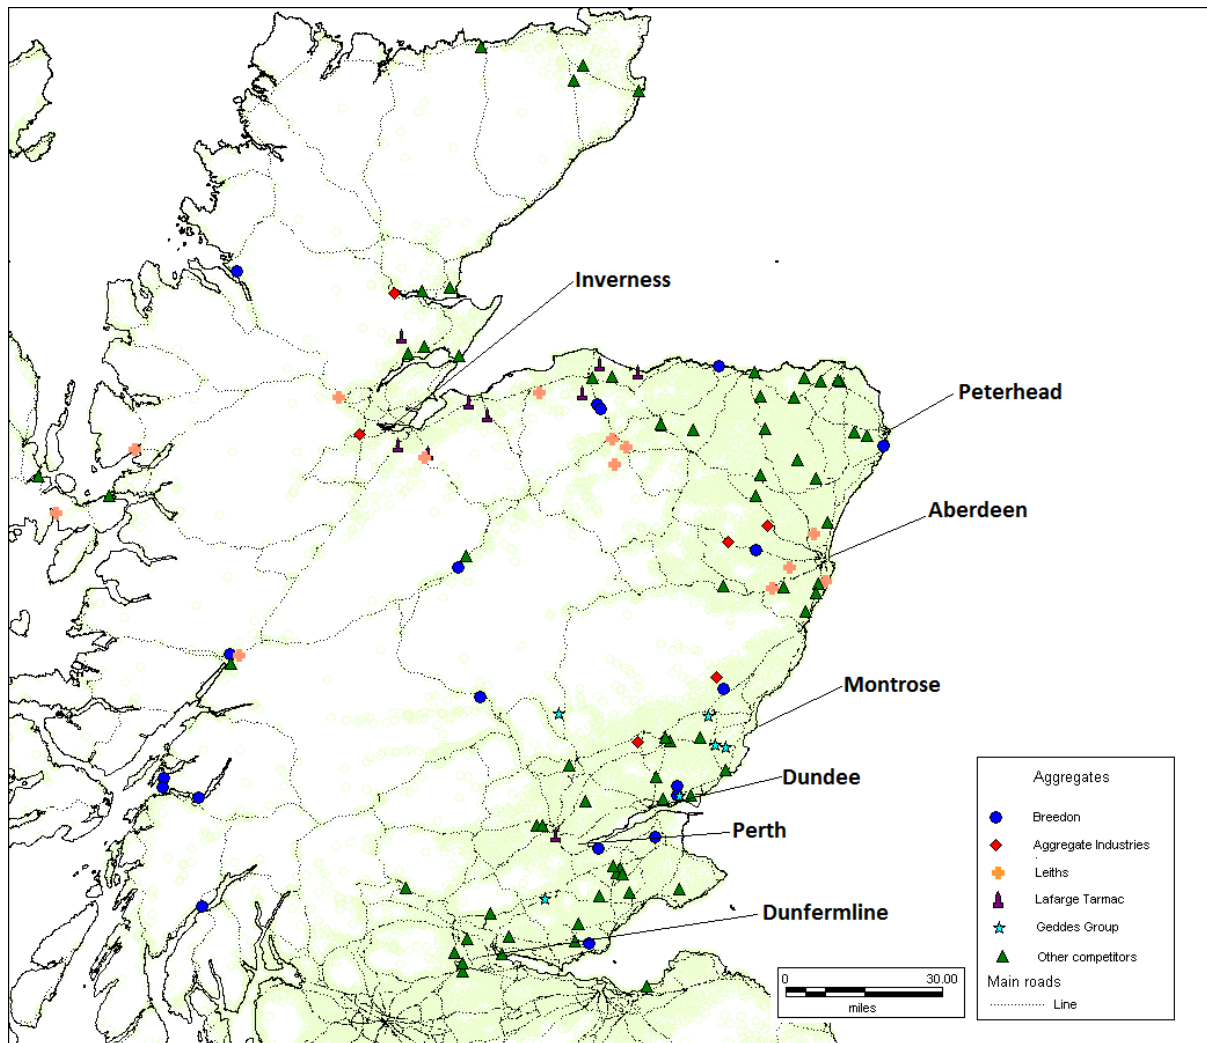 Inverness
Peterhead
Aberdeen
Montrose
Dundee
Perth
Dunfermline
Aggregates
Breedon
Aggregate Industries
Leiths
Lafarge Tarmac
Geddes Group
Other competitors
Main roads
Line
0 30.00
miles